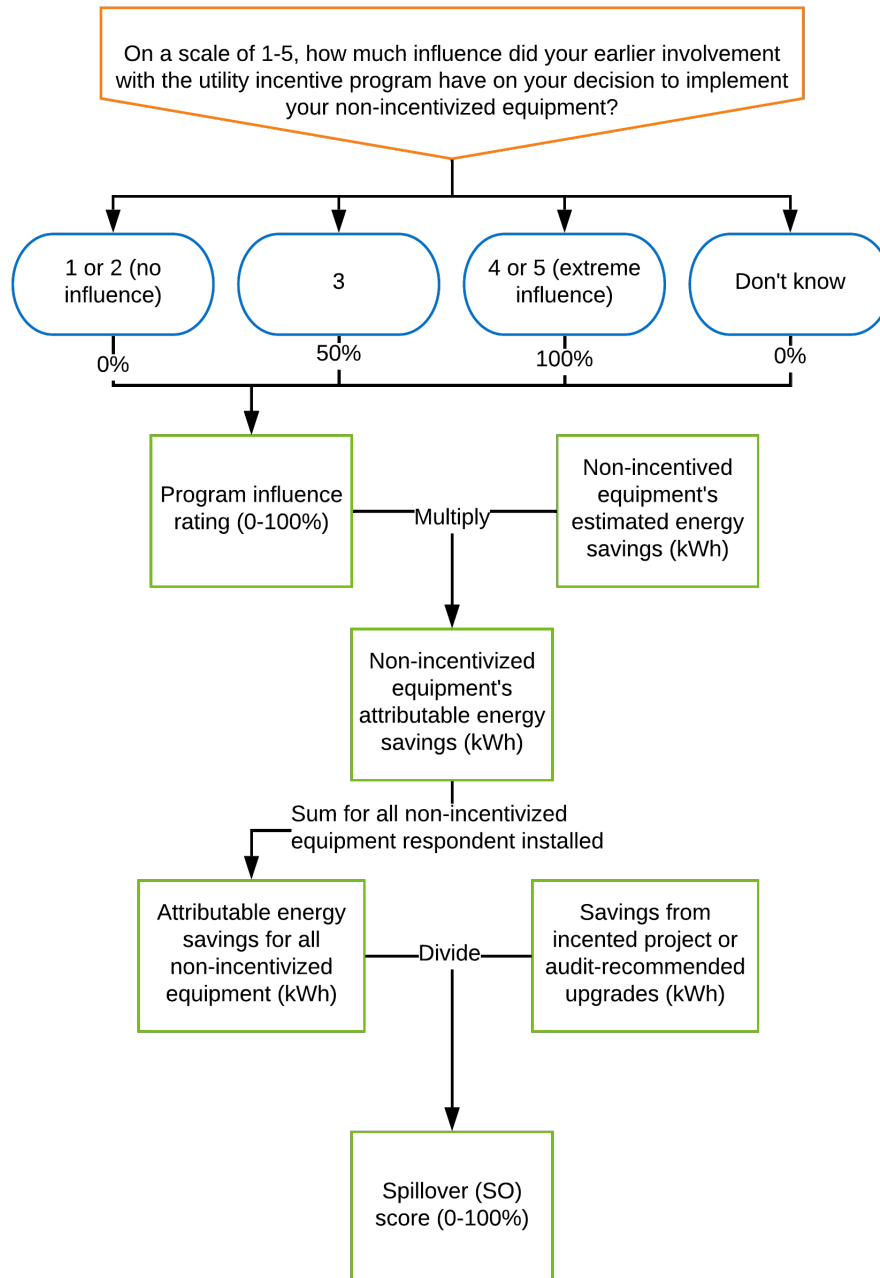 On a scale of 1-5, how much influence did your earlier involvement
with the utility incentive program have on your decision to implement
your non-incentivized equipment?
1 or 2 (no
influence)
3
4 or 5 (extreme
influence)
Don't know
0%
50%
100%
0%
Program influence
rating (0-100%)
Multiply
Non-incentived
equipment's
estimated energy
savings (kWh)
Non-incentivized
equipment's
attributable energy
savings (kWh)
Sum for all non-incentivized
equipment respondent installed
Attributable energy
savings for all
non-incentivized
equipment (kWh)
Divide
Savings from
incented project or
audit-recommended
upgrades (kWh)
Spillover (SO)
score (0-100%)